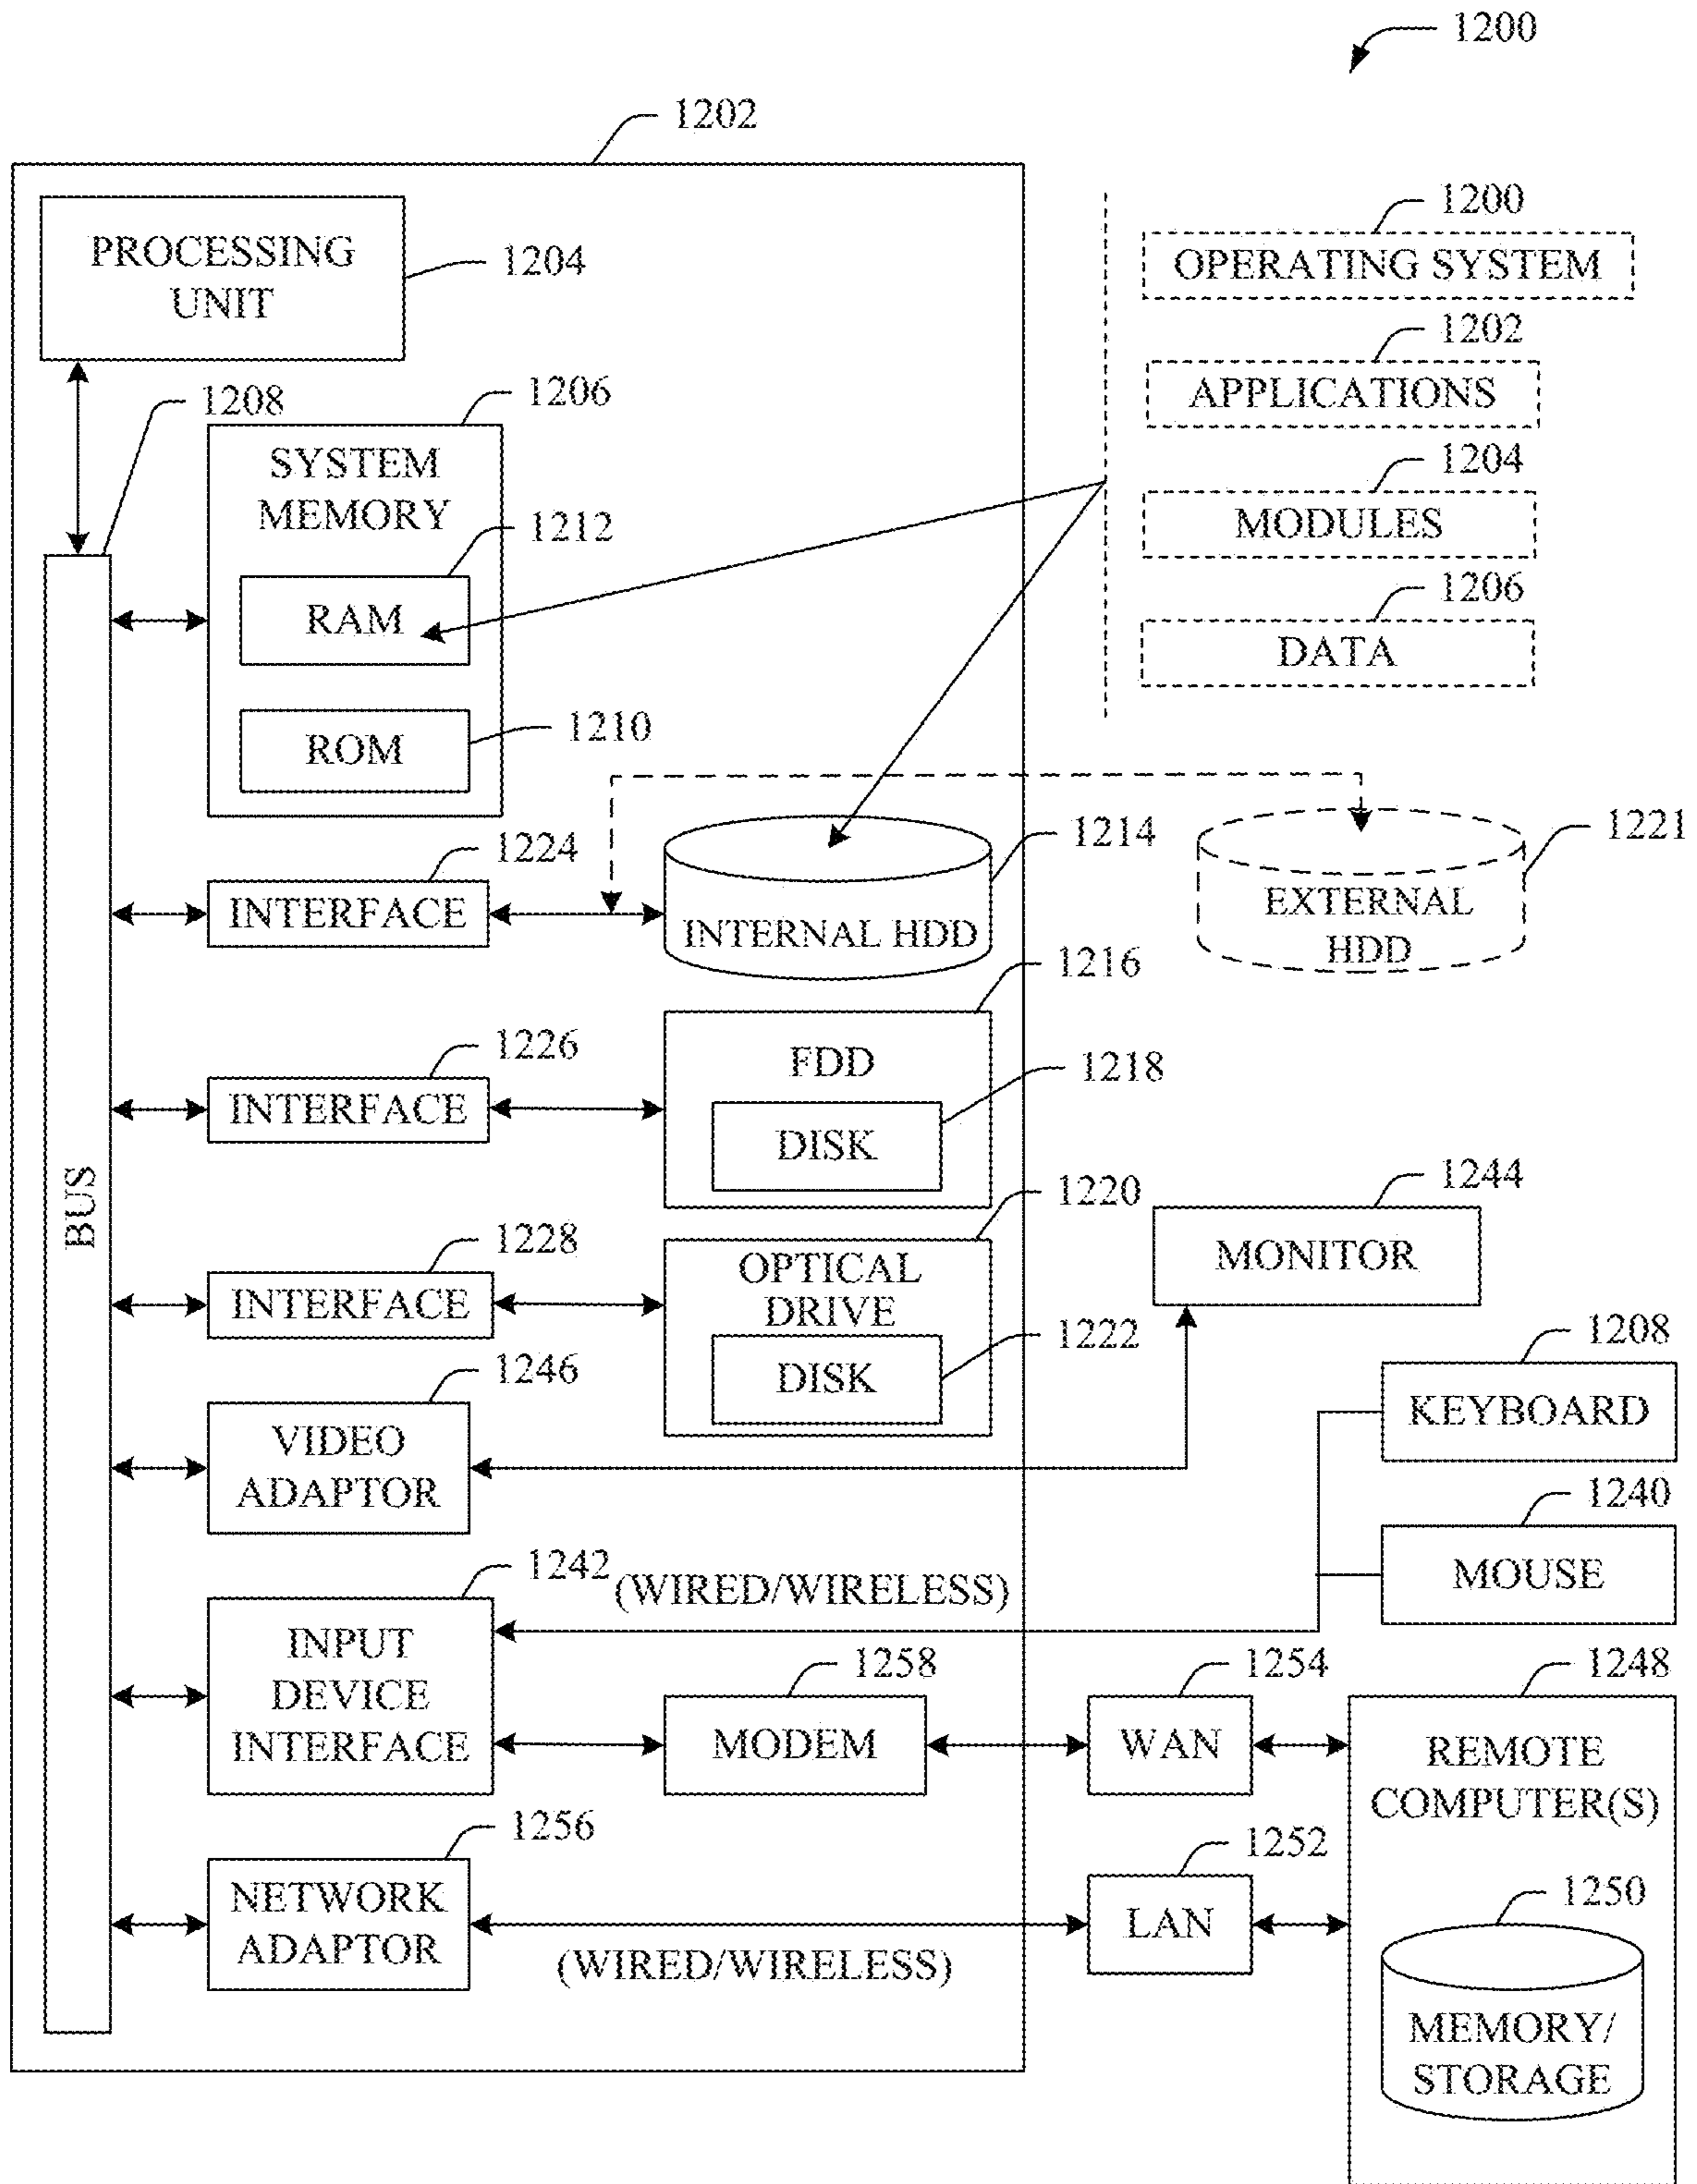 1200
1202
PROCESSING
UNIT
1204
1200
OPERATING SYSTEM
1202
APPLICATIONS
1204
MODULES
1206
DATA
1208
1206
SYSTEM
MEMORY
1212
RAM
1210
ROM
1224
INTERFACE
1214
INTERNAL HDD
1221
EXTERNAL
HDD
1226
INTERFACE
1216
FDD
1218
DISK
BUS
1228
INTERFACE
1220
OPTICAL
DRIVE
1222
DISK
1244
MONITOR
1246
VIDEO
ADAPTOR
1208
KEYBOARD
1240
MOUSE
1242
(WIRED/WIRELESS)
INPUT
DEVICE
INTERFACE
1258
MODEM
1254
WAN
1248
REMOTE
COMPUTER(S)
1256
NETWORK
ADAPTOR
(WIRED/WIRELESS)
1252
LAN
1250
MEMORY/
STORAGE